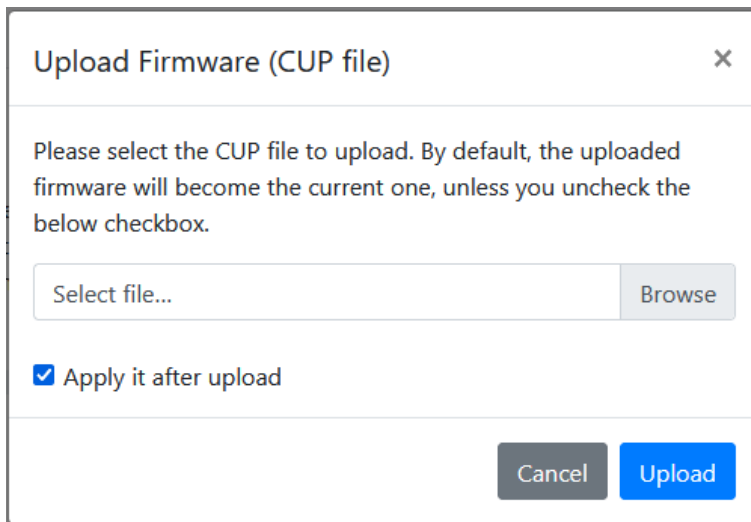 Upload Firmware (CUP file) ×
Please select the CUP file to upload. By default, the uploaded
firmware will become the current one, unless you uncheck the
below checkbox.
Select file... Browse
Apply it after upload
Cancel Upload